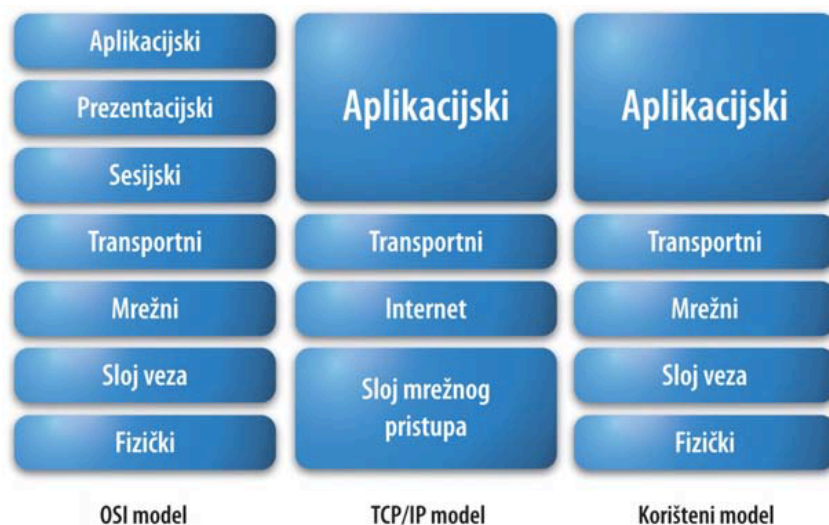 Aplikacijski
Prezentacijski
Sesijski
Transportni
Mrežni
Sloj veza
Fizički
OSI model
Aplikacijski
Transportni
Internet
Sloj mrežnog
pristupa
TCP/IP model
Aplikacijski
Transportni
Mrežni
Sloj veza
Fizički
Korišteni model